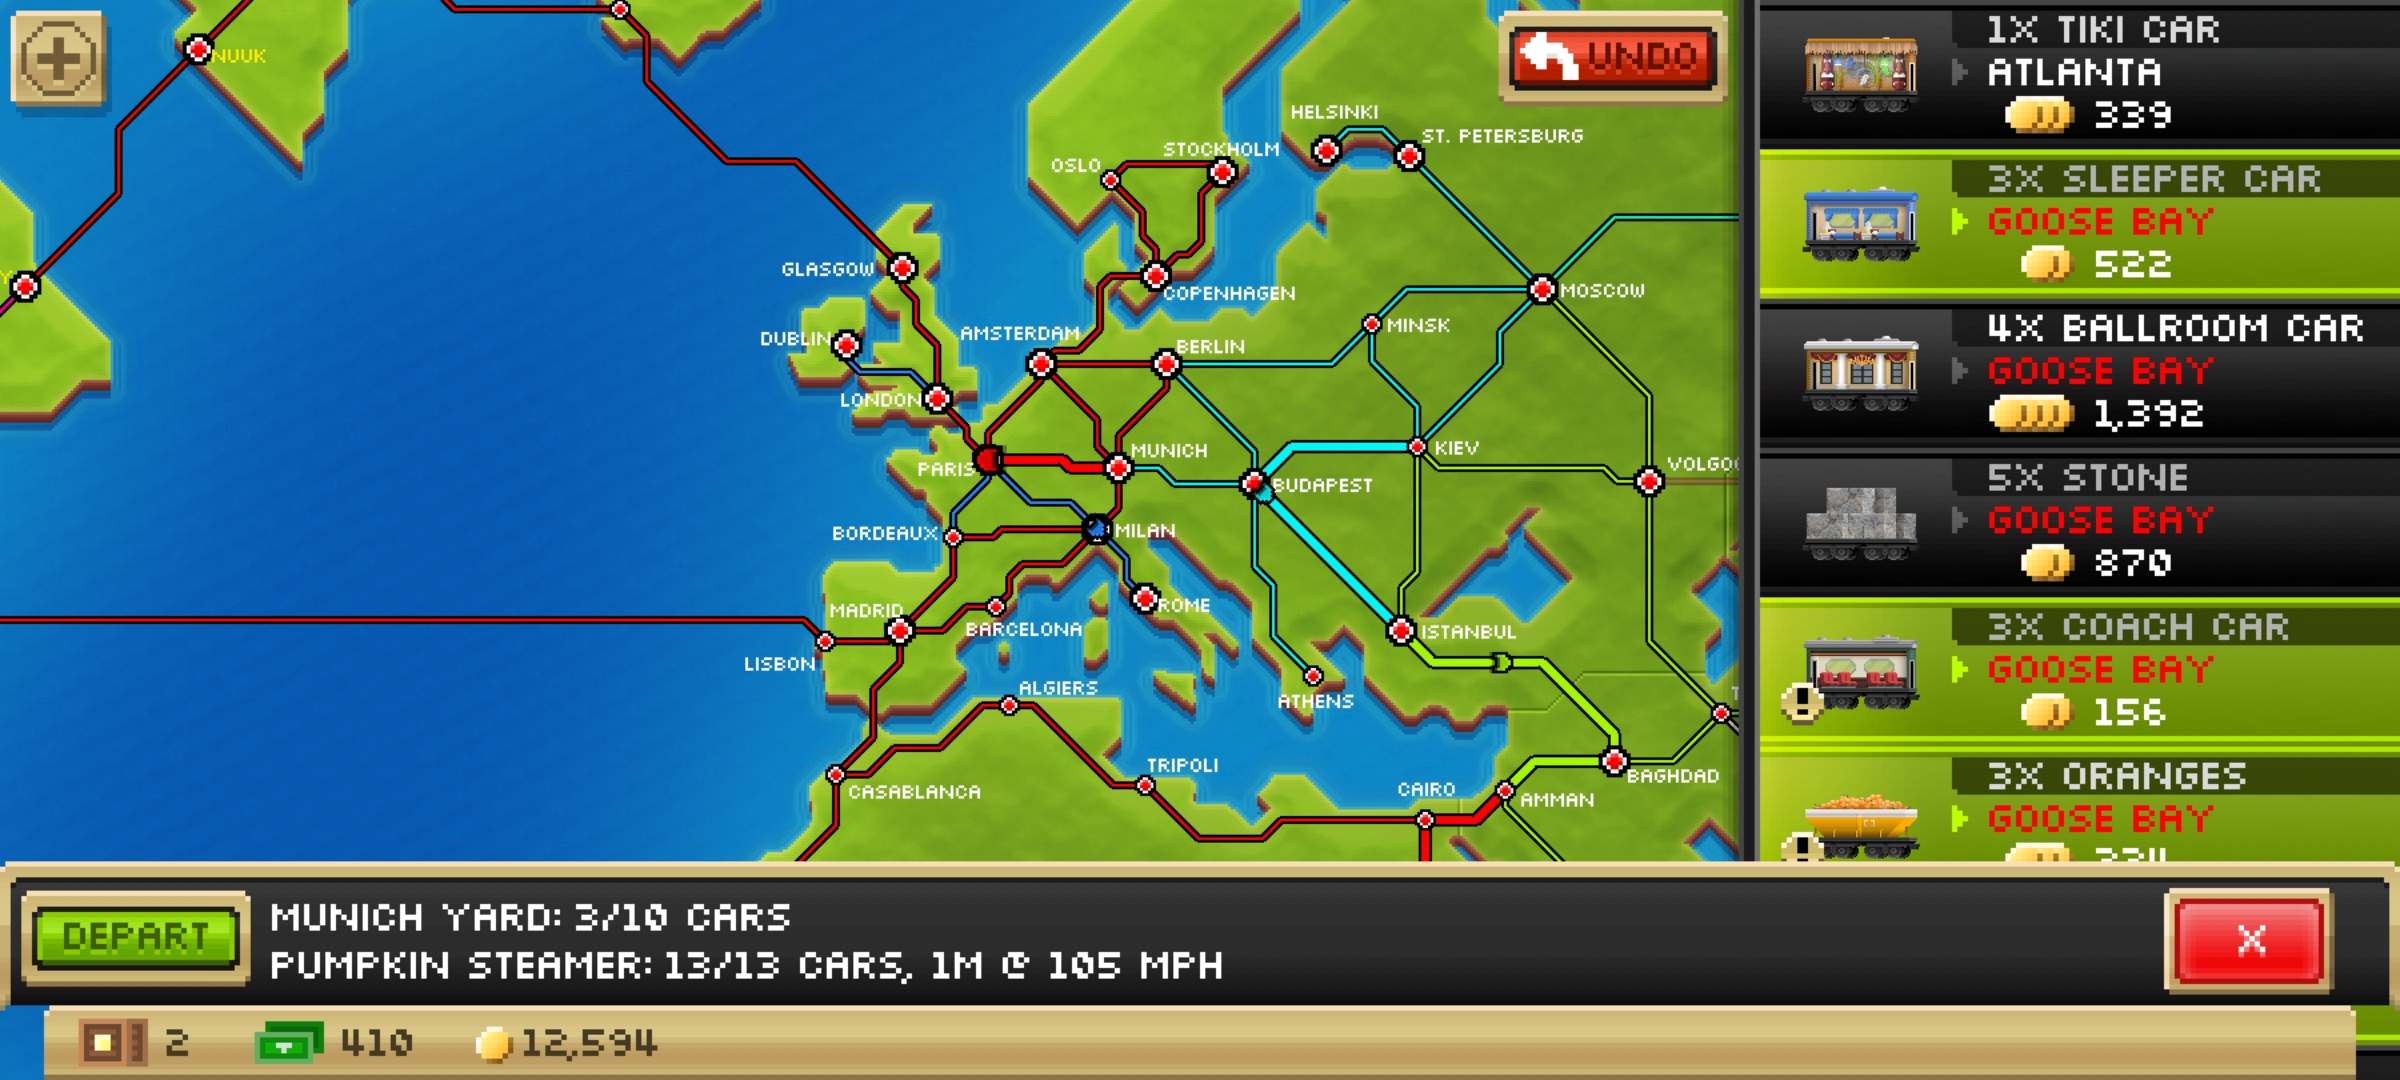 NUUK
UNDO
HELSINKI
ST. PETERSBURG
STOCKHOLM
OSLO
GLASGOW
COPENHAGEN
MOSCOW
AMSTERDAM
MINSK
DUBLIN
BERLIN
LONDON
MUNICH
KIEV
PARIS
BUDAPEST
BORDEAUX
MILAN
MADRID
ROME
BARCELONA
ISTANBUL
LISBON
ALGIERS
ATHENS
TRIPOLI
CAIRO
BAGHDAD
CASABLANCA
AMMAN
1X TIKI CAR
ATLANTA
339
3X SLEEPER CAR
GOOSE BAY
522
4X BALLROOM CAR
GOOSE BAY
1,392
5X STONE
GOOSE BAY
870
3X COACH CAR
GOOSE BAY
156
3X ORANGES
GOOSE BAY
DEPART
MUNICH YARD: 3/10 CARS
PUMPKIN STEAMER: 13/13 CARS, 1M @ 105 MPH
X
2
410
12,594